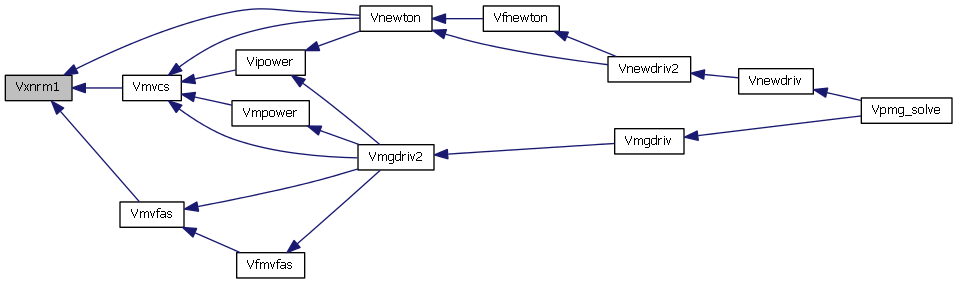 Vxnrm1
Vmvcs
Vmvfas
Vipower
Vmpower
Vfmvfas
Vnewton
Vmgdriv2
Vfnewton
Vnewdriv2
Vmgdriv
Vnewdriv
Vpmg_solve